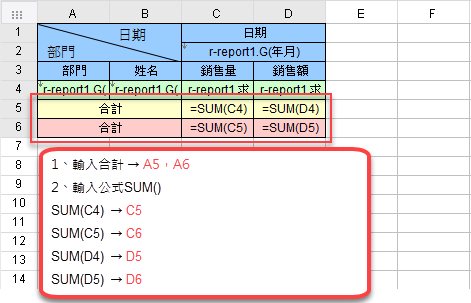 A B C D E F
1 日期 日期
部門
2 r-report1.G(年月)
3 部門 姓名 銷售量 銷售額
4 r-report1.G( r-report1.G( r-report1.求 r-report1.求
5 合計 =SUM(C4) =SUM(D4)
6 合計 =SUM(C5) =SUM(D5)
7
8 1、輸入合計 → A5，A6
9 2、輸入公式SUM()
10 SUM(C4) → C5
11 SUM(C5) → C6
12
13 SUM(D4) → D5
14 SUM(D5) → D6